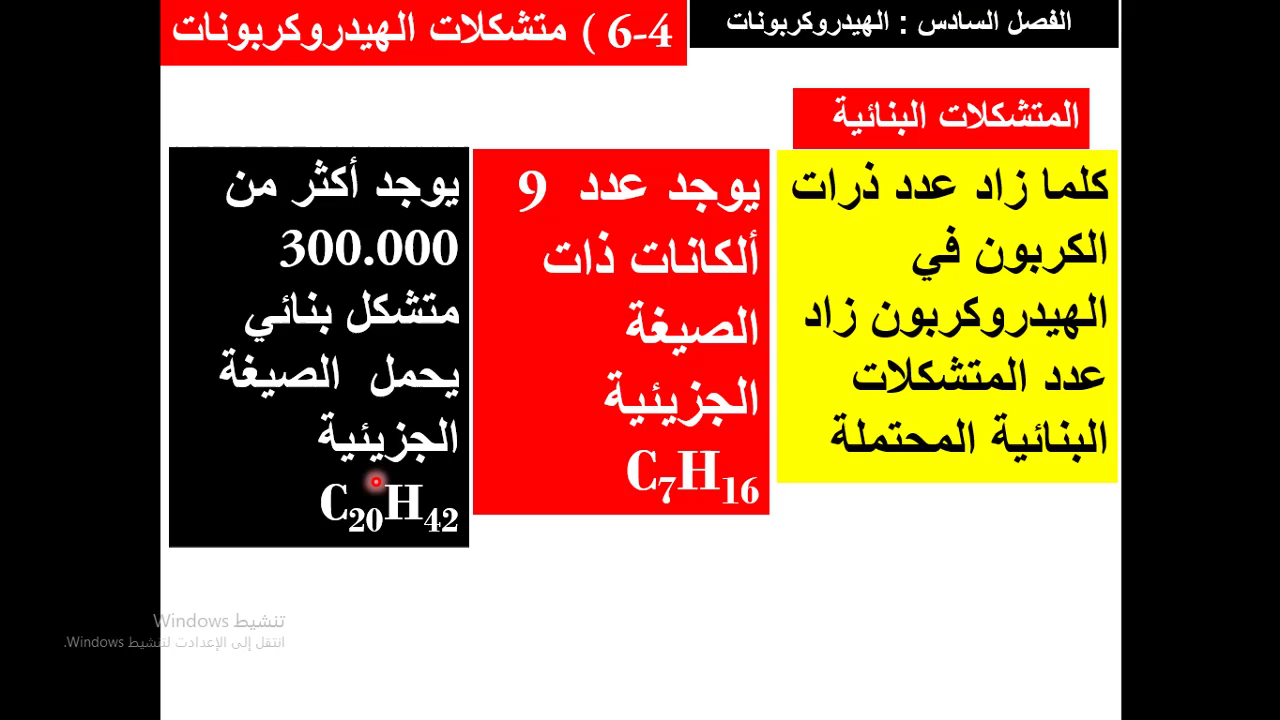 الفصل السادس : الهيدروكربونات
6-4 ) متشكلات الهيدروكربونات
المتشكلات البنائية
كلما زاد عدد ذرات
الكربون في
الهيدروكربون زاد
عدد المتشكلات
البنائية المحتملة
يوجد عدد 9
ألكانات ذات
الصيغة
الجزيئية
C₇H₁₆
يوجد أكثر من
300.000
متشكل بنائي
يحمل الصيغة
الجزيئية
C₂₀H₄₂
تنشيط Windows
انتقل إلى الإعدادت لتنشيط Windows.